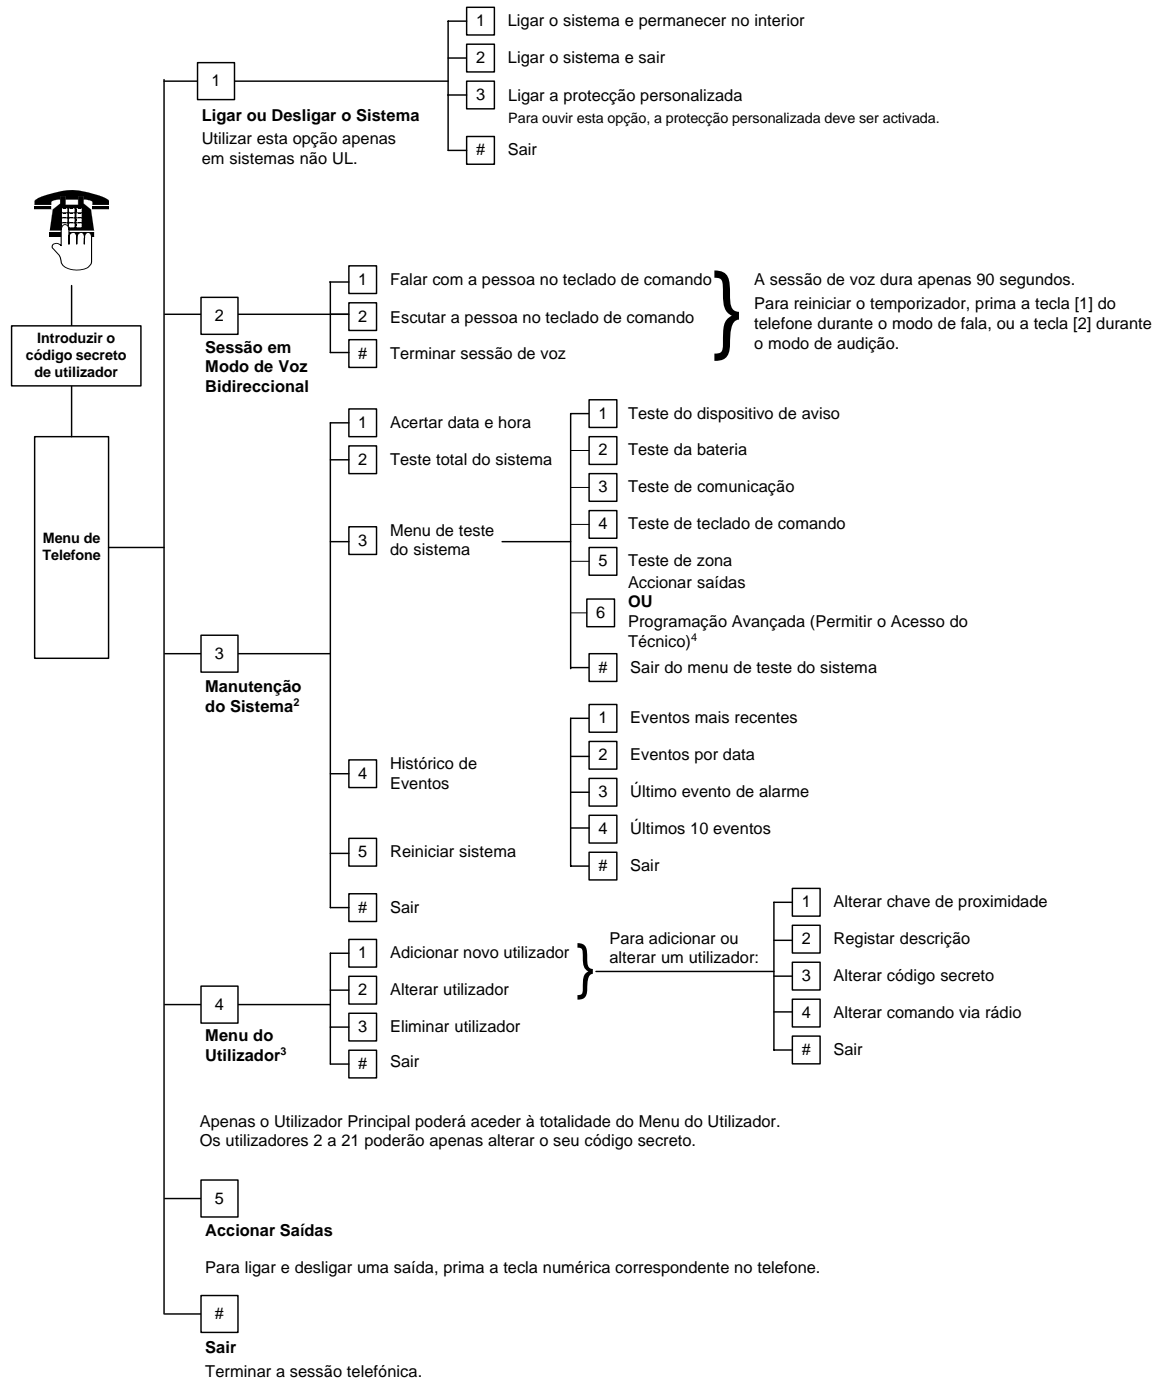 1 Ligar o sistema e permanecer no interior
2 Ligar o sistema e sair
1
3 Ligar a protecção personalizada
Para ouvir esta opção, a protecção personalizada deve ser activada.
Ligar ou Desligar o Sistema
Utilizar esta opção apenas
em sistemas não UL.
# Sair
Introduzir o
código secreto
de utilizador
Menu de
Telefone
2
Sessão em
Modo de Voz
Bidireccional
1 Falar com a pessoa no teclado de comando
2 Escutar a pessoa no teclado de comando
# Terminar sessão de voz
A sessão de voz dura apenas 90 segundos.
Para reiniciar o temporizador, prima a tecla [1] do
telefone durante o modo de fala, ou a tecla [2] durante
o modo de audição.
3
Manutenção
do Sistema²
1 Acertar data e hora
2 Teste total do sistema
3 Menu de teste
do sistema
1 Teste do dispositivo de aviso
2 Teste da bateria
3 Teste de comunicação
4 Teste de teclado de comando
5 Teste de zona
Accionar saídas
6 OU
Programação Avançada (Permitir o Acesso do
Técnico)⁴
# Sair do menu de teste do sistema
4 Histórico de
Eventos
1 Eventos mais recentes
2 Eventos por data
3 Último evento de alarme
4 Últimos 10 eventos
# Sair
5 Reiniciar sistema
# Sair
4
Menu do
Utilizador³
1 Adicionar novo utilizador
2 Alterar utilizador
3 Eliminar utilizador
# Sair
Para adicionar ou
alterar um utilizador:
1 Alterar chave de proximidade
2 Registar descrição
3 Alterar código secreto
4 Alterar comando via rádio
# Sair
Apenas o Utilizador Principal poderá aceder à totalidade do Menu do Utilizador.
Os utilizadores 2 a 21 poderão apenas alterar o seu código secreto.
5
Accionar Saídas
Para ligar e desligar uma saída, prima a tecla numérica correspondente no telefone.
#
Sair
Terminar a sessão telefónica.